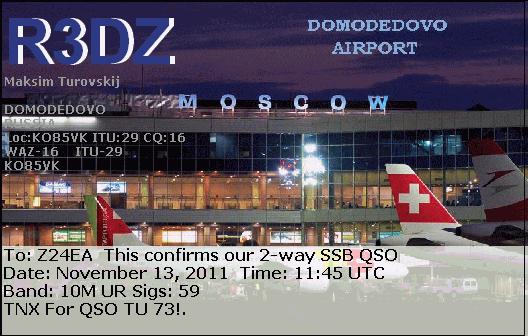 R3DZ
DOMODEDOVO
AIRPORT
Maksim Turovskij
MOSCOW
DOMODEDOVO
RUSSIA
Loc:KO85VK ITU:29 CQ:16
WAZ-16 ITU-29
KO85VK
To: Z24EA This confirms our 2-way SSB QSO
Date: November 13, 2011 Time: 11:45 UTC
Band: 10M UR Sigs: 59
TNX For QSO TU 73!.